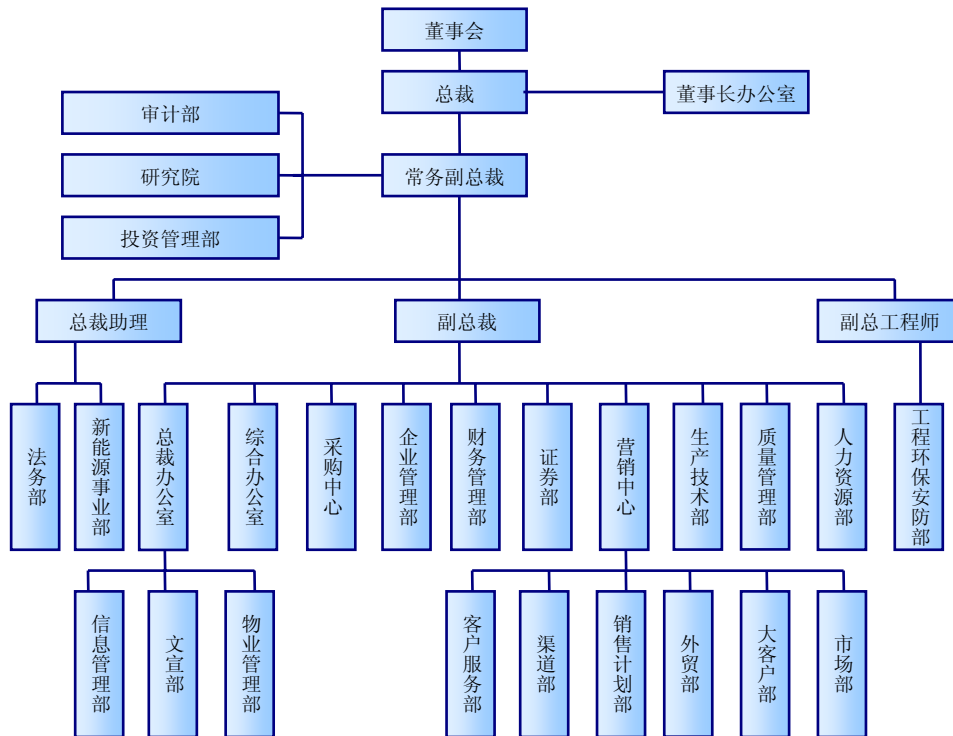 董事会
总裁
董事长办公室
审计部
研究院
常务副总裁
投资管理部
总裁助理
副总裁
副总工程师
法务部
新能源事业部
总裁办公室
综合办公室
采购中心
企业管理部
财务管理部
证券部
营销中心
生产技术部
质量管理部
人力资源部
工程环保安防部
信息管理部
文宣部
物业管理部
客户服务部
渠道部
销售计划部
外贸部
大客户部
市场部